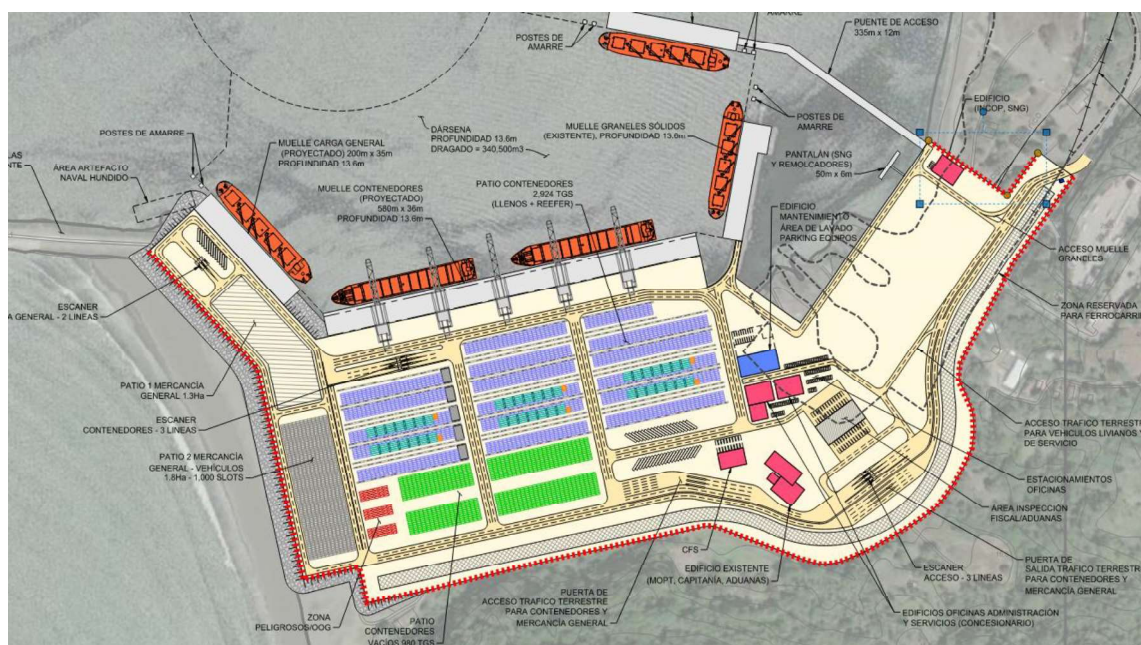 POSTES DE
AMARRE
AMARRE
PUENTE DE ACCESO
335m x 12m
EDIFICIO
(INCOP, SNG)
POSTES DE AMARRE
MUELLE CARGA GENERAL
(PROYECTADO) 200m x 35m
PROFUNDIDAD 13.6m
DÁRSENA
PROFUNDIDAD 13.6m
DRAGADO = 340,500m3
MUELLE GRANELES SÓLIDOS
(EXISTENTE), PROFUNDIDAD 13.6m
POSTES DE
AMARRE
PANTALÁN (SNG
Y REMOLCADORES)
50m x 6m
ÁREA ARTEFACTO
NAVAL HUNDIDO
MUELLE CONTENEDORES
(PROYECTADO)
580m x 36m
PROFUNDIDAD 13.6m
PATIO CONTENEDORES
2,924 TGS
(LLENOS + REEFER)
EDIFICIO
MANTENIMIENTO
ÁREA DE LAVADO
PARKING EQUIPOS
ACCESO MUELLE
GRANELES
ESCANER
A GENERAL - 2 LINEAS
ZONA RESERVADA
PARA FERROCARRI
PATIO 1 MERCANCÍA
GENERAL 1.3Ha
ESCANER
CONTENEDORES - 3 LINEAS
PATIO 2 MERCANCÍA
GENERAL - VEHÍCULOS
1.8Ha - 1,000 SLOTS
ACCESO TRAFICO TERRESTRE
PARA VEHICULOS LIVIANOS Y
DE SERVICIO
ESTACIONAMIENTOS
OFICINAS
ÁREA INSPECCIÓN
FISCAL/ADUANAS
CFS
EDIFICIO EXISTENTE
(MOPT, CAPITANÍA, ADUANAS)
ESCANER
ACCESO - 3 LINEAS
PUERTA DE
SALIDA TRAFICO TERRESTRE
PARA CONTENEDORES Y
MERCANCÍA GENERAL
PUERTA DE
ACCESO TRAFICO TERRESTRE
PARA CONTENEDORES Y
MERCANCÍA GENERAL
EDIFICIOS OFICINAS ADMINISTRACIÓN
Y SERVICIOS (CONCESIONARIO)
ZONA
PELIGROSOS/OOG
PATIO
CONTENEDORES
VACÍOS 980 TGS